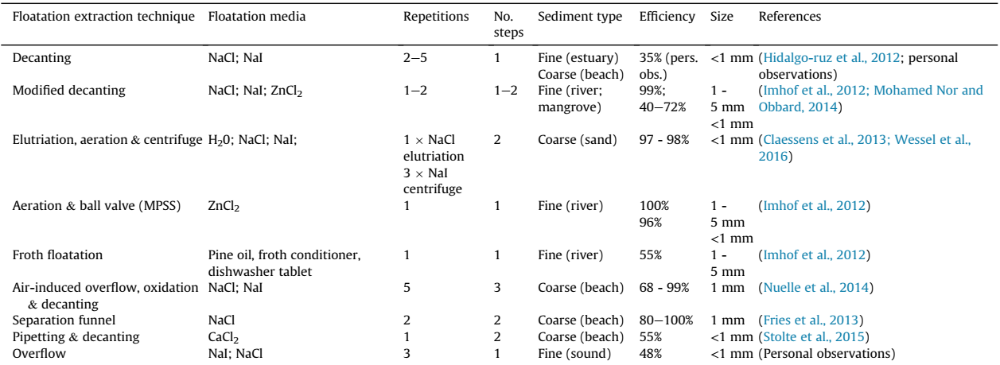 Floatation extraction technique Floatation media Repetitions No. Sediment type Efficiency Size References
steps
Decanting NaCl; NaI 2−5 1 Fine (estuary) 35% (pers. <1 mm (Hidalgo-ruz et al., 2012; personal
Coarse (beach) obs.) observations)
Modified decanting NaCl; NaI; ZnCl₂ 1−2 1−2 Fine (river; 99%; 1 - (Imhof et al., 2012; Mohamed Nor and
mangrove) 40−72% 5 mm Obbard, 2014)
<1 mm
Elutriation, aeration & centrifuge H₂0; NaCl; NaI; 1 × NaCl 2 Coarse (sand) 97 - 98% <1 mm (Claessens et al., 2013; Wessel et al.,
elutriation 2016)
3 × NaI
centrifuge
Aeration & ball valve (MPSS) ZnCl₂ 1 1 Fine (river) 100% 1 - (Imhof et al., 2012)
96% 5 mm
<1 mm
Froth floatation Pine oil, froth conditioner, 1 1 Fine (river) 55% 1 - (Imhof et al., 2012)
dishwasher tablet 5 mm
Air-induced overflow, oxidation NaCl; NaI 5 3 Coarse (beach) 68 - 99% 1 mm (Nuelle et al., 2014)
& decanting
Separation funnel NaCl 2 2 Coarse (beach) 80−100% 1 mm (Fries et al., 2013)
Pipetting & decanting CaCl₂ 1 2 Coarse (beach) 55% <1 mm (Stolte et al., 2015)
Overflow NaI; NaCl 3 1 Fine (sound) 48% <1 mm (Personal observations)